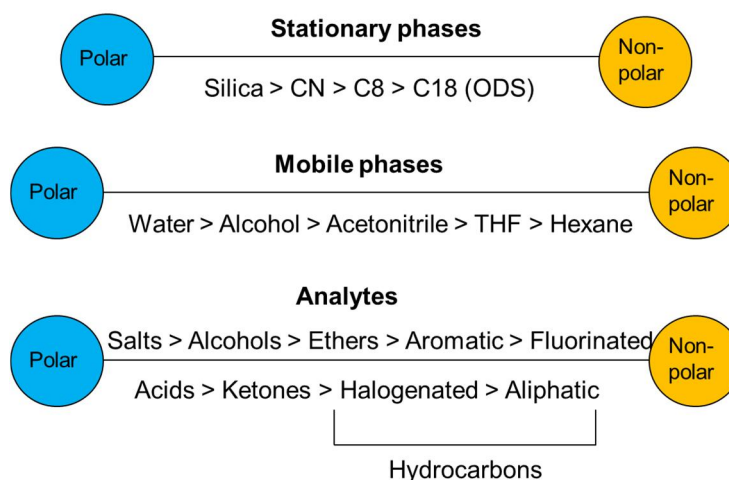 Stationary phases
Polar
Non-
polar
Silica > CN > C8 > C18 (ODS)
Mobile phases
Polar
Non-
polar
Water > Alcohol > Acetonitrile > THF > Hexane
Analytes
Salts > Alcohols > Ethers > Aromatic > Fluorinated
Polar
Non-
polar
Acids > Ketones > Halogenated > Aliphatic
Hydrocarbons